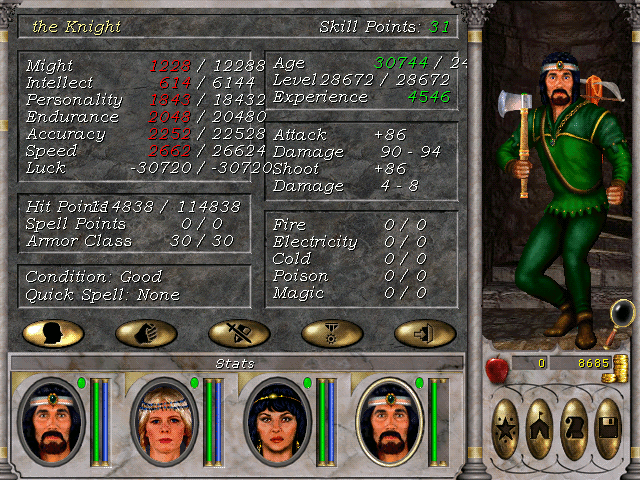 the Knight
Skill Points: 31
Might 1228 / 12288
Intellect 614 / 6144
Personality 1843 / 18432
Endurance 2048 / 20480
Accuracy 2252 / 22528
Speed 2662 / 26624
Luck -30720 / -30720
Age 30744 / 24
Level 28672 / 28672
Experience 4546
Attack +86
Damage 90 - 94
Shoot +86
Damage 4 - 8
Hit Points 114838 / 114838
Spell Points 0 / 0
Armor Class 30 / 30
Fire 0 / 0
Electricity 0 / 0
Cold 0 / 0
Poison 0 / 0
Magic 0 / 0
Condition: Good
Quick Spell: None
Stats
0 8685